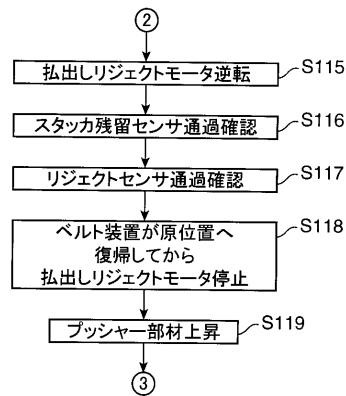 ②
払出しリジェクトモータ逆転
S115
スタッカ残留センサ通過確認
S116
リジェクトセンサ通過確認
S117
ベルト装置が原位置へ
復帰してから
払出しリジェクトモータ停止
S118
プッシャー部材上昇
S119
③